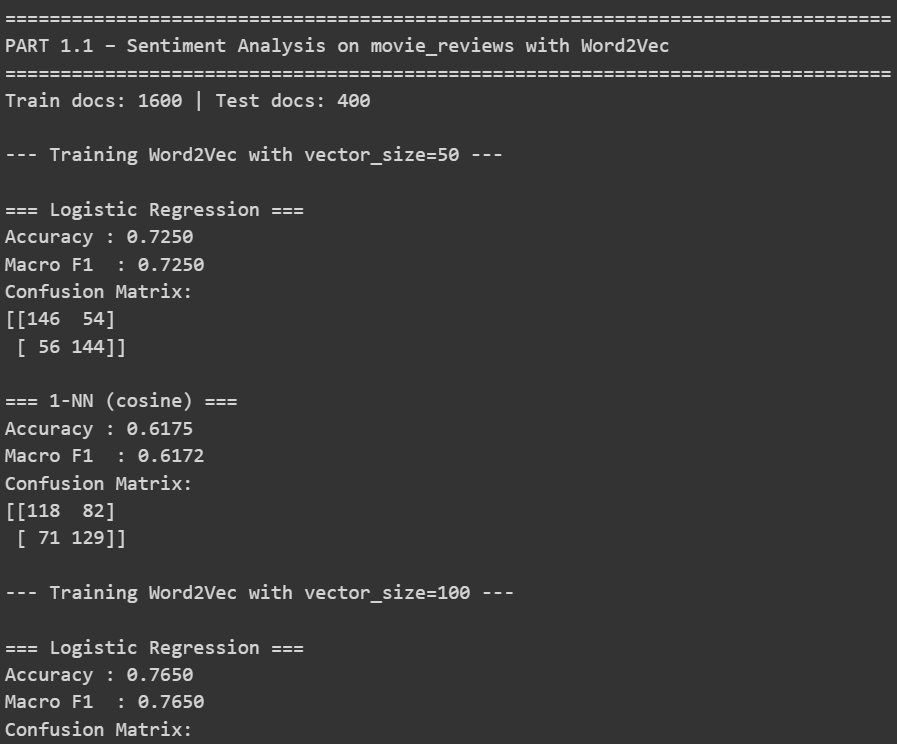 ================================================================================
PART 1.1 – Sentiment Analysis on movie_reviews with Word2Vec
================================================================================
Train docs: 1600 | Test docs: 400
--- Training Word2Vec with vector_size=50 ---
=== Logistic Regression ===
Accuracy : 0.7250
Macro F1  : 0.7250
Confusion Matrix:
[[146  54]
 [ 56 144]]
=== 1-NN (cosine) ===
Accuracy : 0.6175
Macro F1  : 0.6172
Confusion Matrix:
[[118  82]
 [ 71 129]]
--- Training Word2Vec with vector_size=100 ---
=== Logistic Regression ===
Accuracy : 0.7650
Macro F1  : 0.7650
Confusion Matrix: